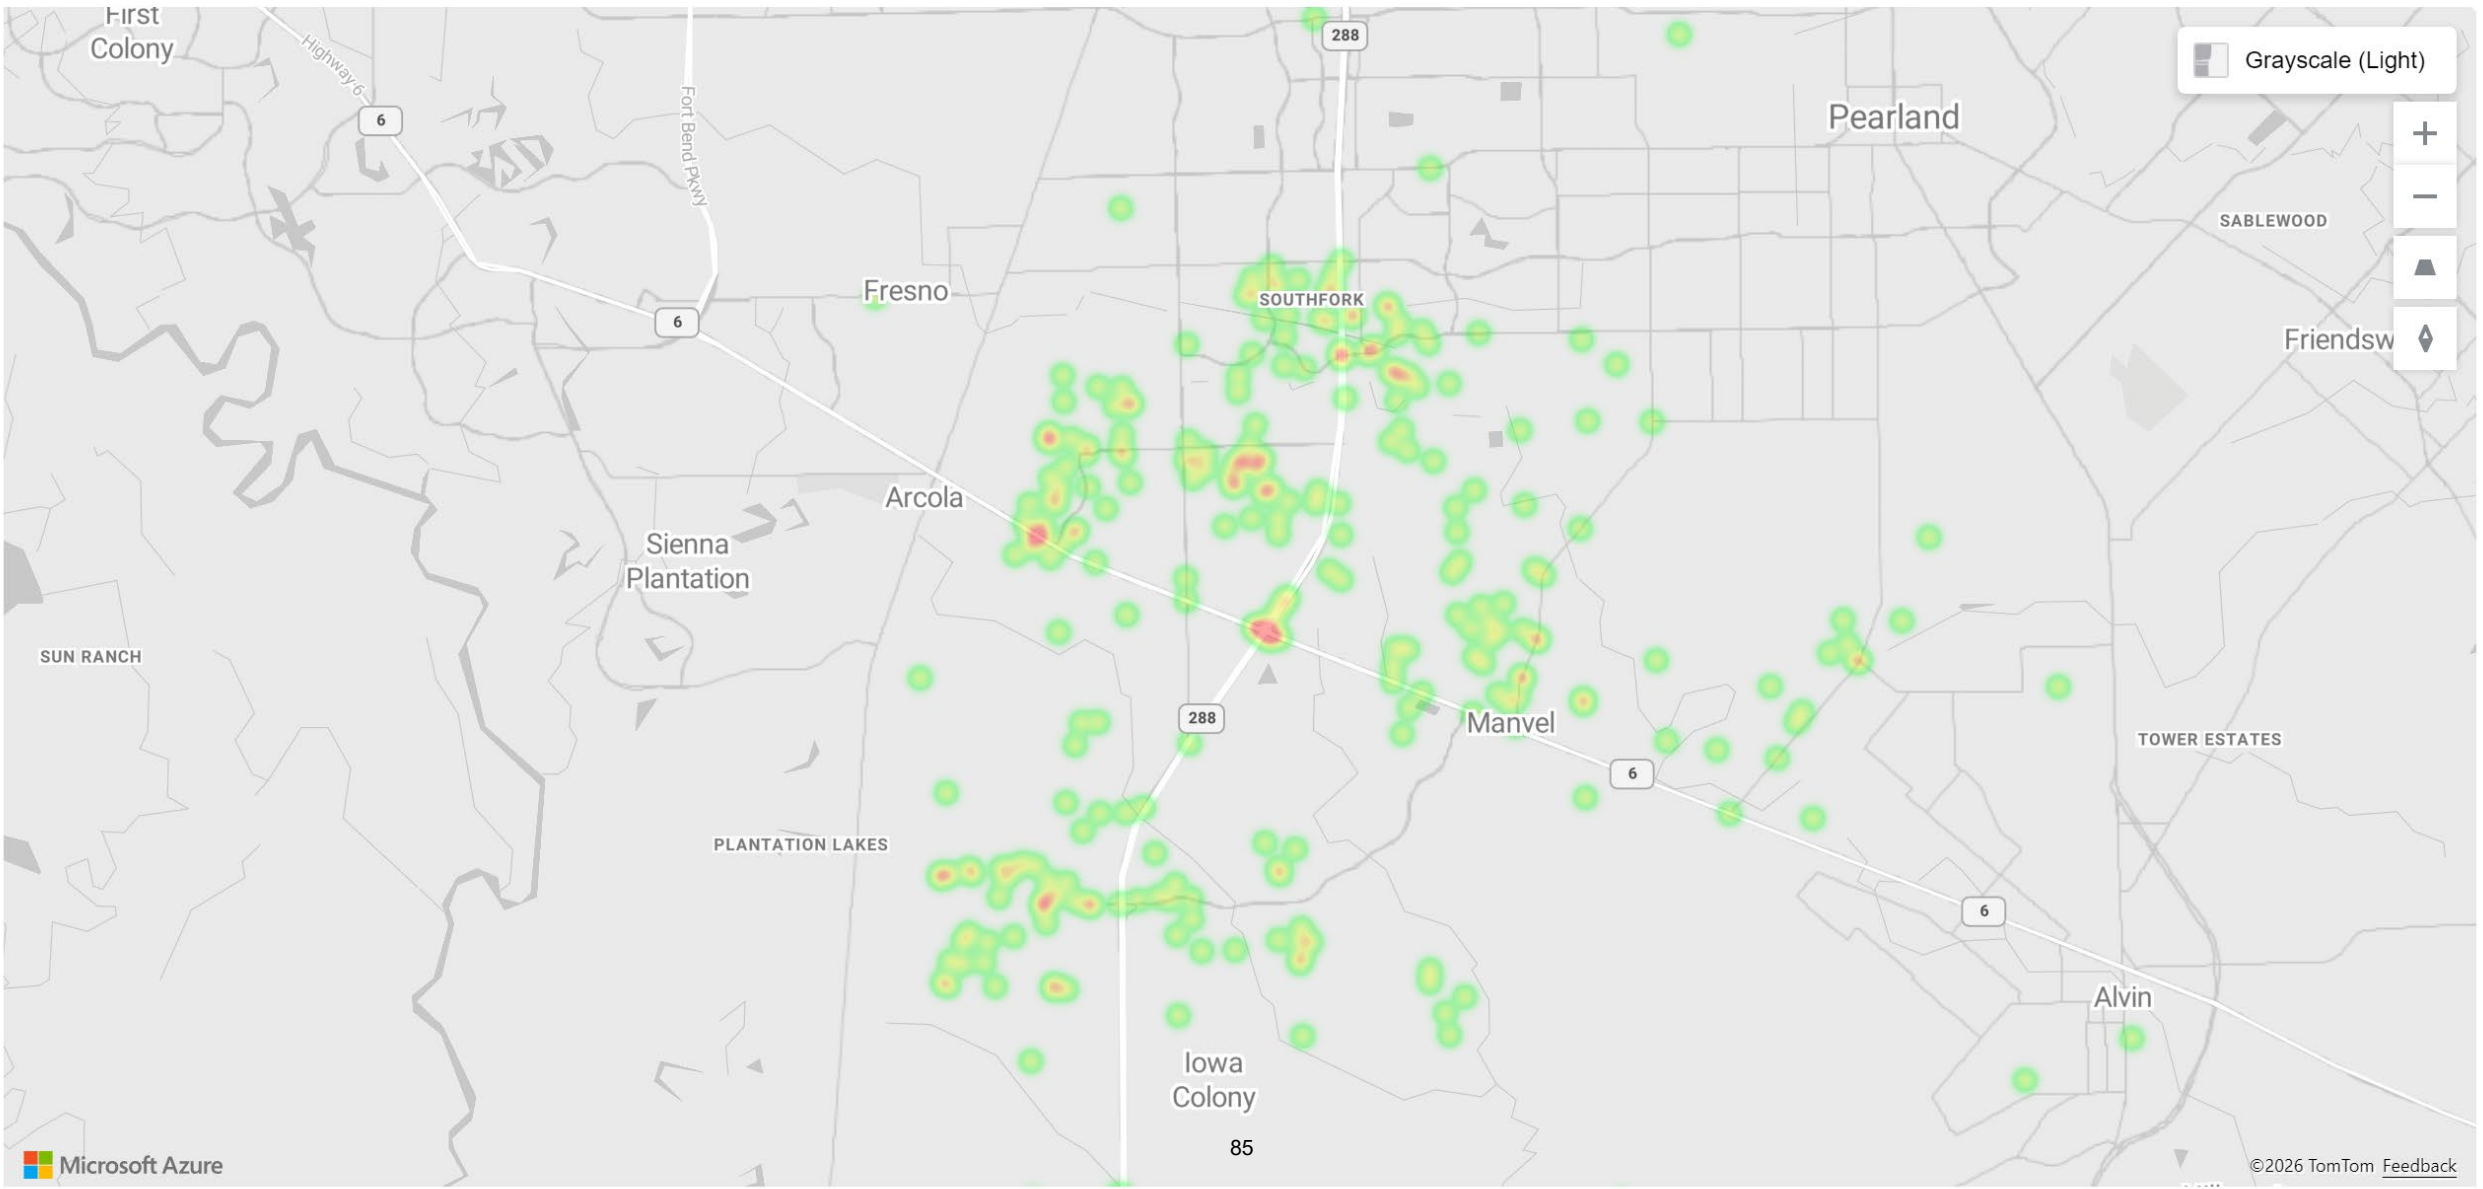 First
Colony
Highway 6
6
Fort Bend Pkwy
288
Grayscale (Light)
Pearland
SABLEWOOD
Fresno
SOUTHFORK
6
Friendsw
Arcola
Sienna
Plantation
SUN RANCH
288
Manvel
TOWER ESTATES
6
PLANTATION LAKES
6
Alvin
Iowa
Colony
85
Microsoft Azure
©2026 TomTom Feedback